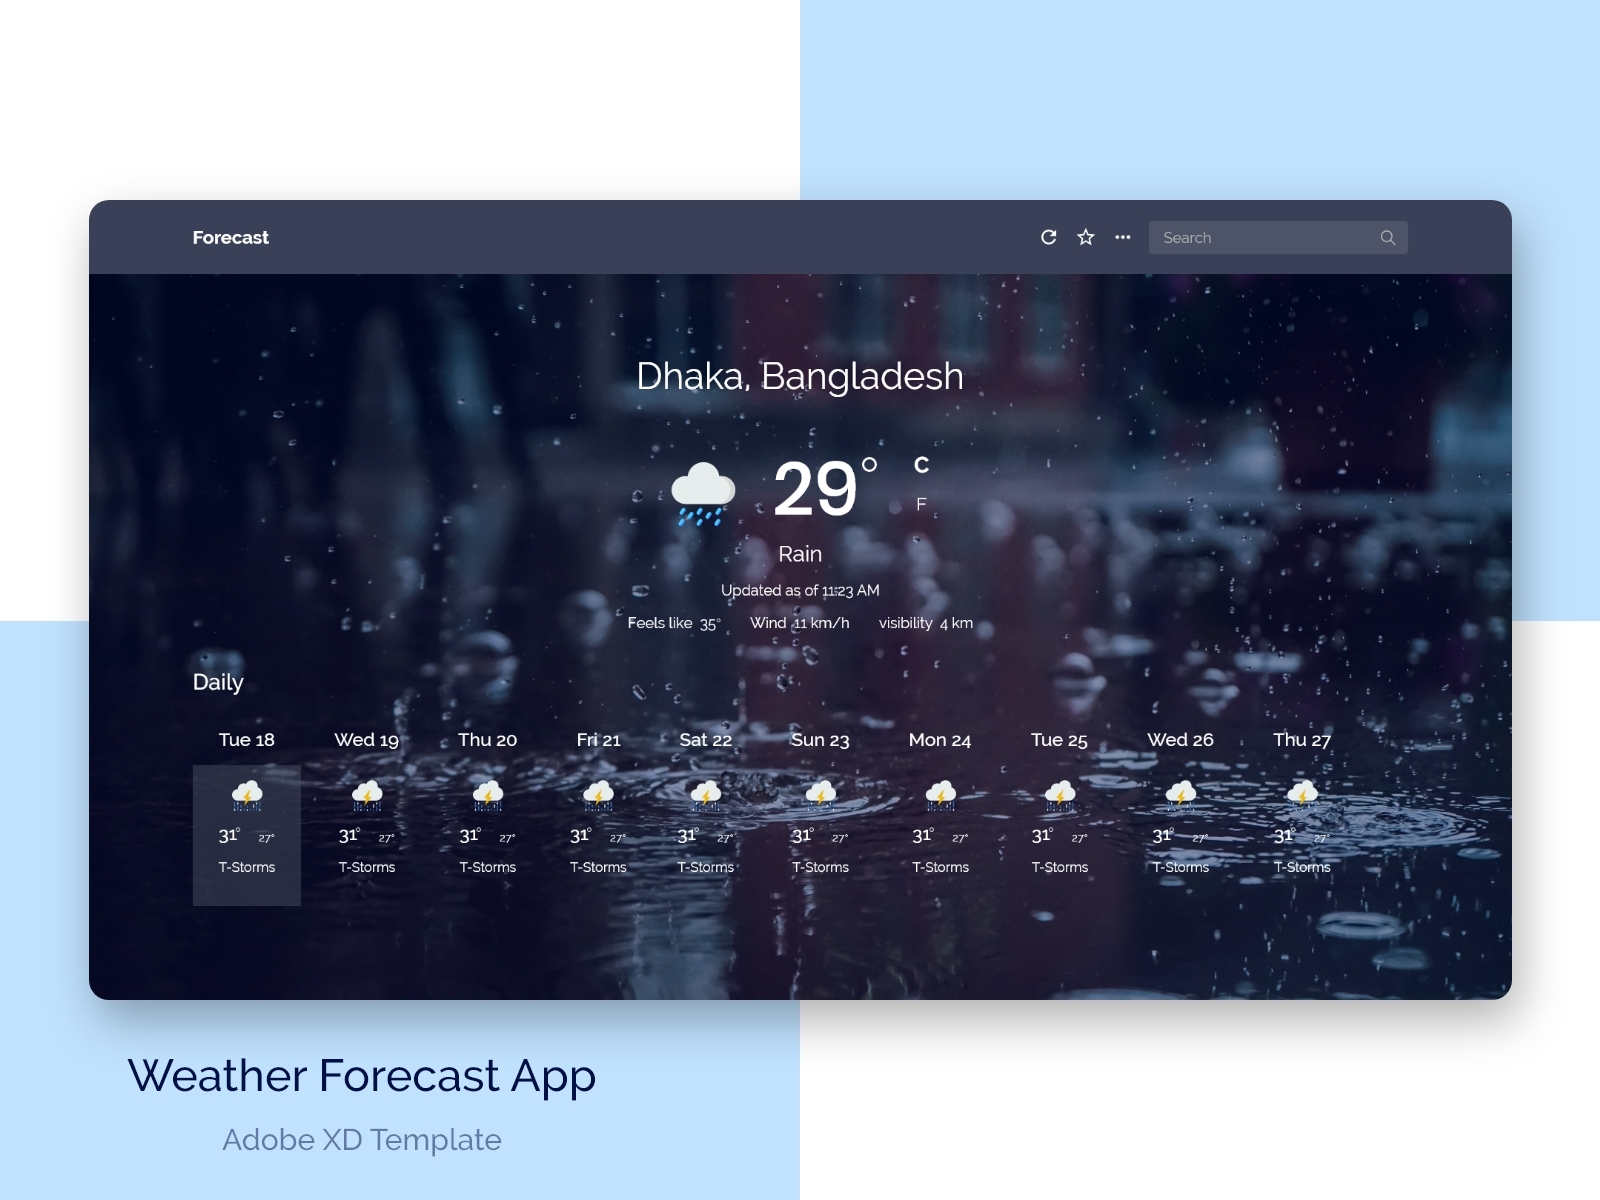 Forecast
Search
Dhaka, Bangladesh
29° C
F
Rain
Updated as of 11:23 AM
Feels like 35° Wind 11 km/h visibility 4 km
Daily
Tue 18 Wed 19 Thu 20 Fri 21 Sat 22 Sun 23 Mon 24 Tue 25 Wed 26 Thu 27
31° 27° 31° 27° 31° 27° 31° 27° 31° 27° 31° 27° 31° 27° 31° 27° 31° 27° 31° 27°
T-Storms T-Storms T-Storms T-Storms T-Storms T-Storms T-Storms T-Storms T-Storms T-Storms
Weather Forecast App
Adobe XD Template